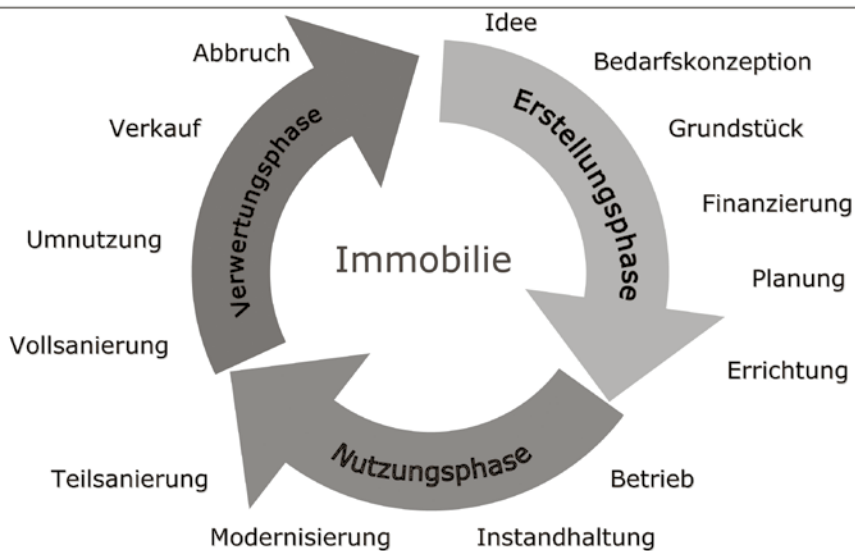 Idee
Bedarfskonzeption
Grundstück
Finanzierung
Planung
Errichtung
Betrieb
Instandhaltung
Modernisierung
Teilsanierung
Vollsanierung
Umnutzung
Verkauf
Abbruch
Erstellungsphase
Nutzungsphase
Verwertungsphase
Immobilie